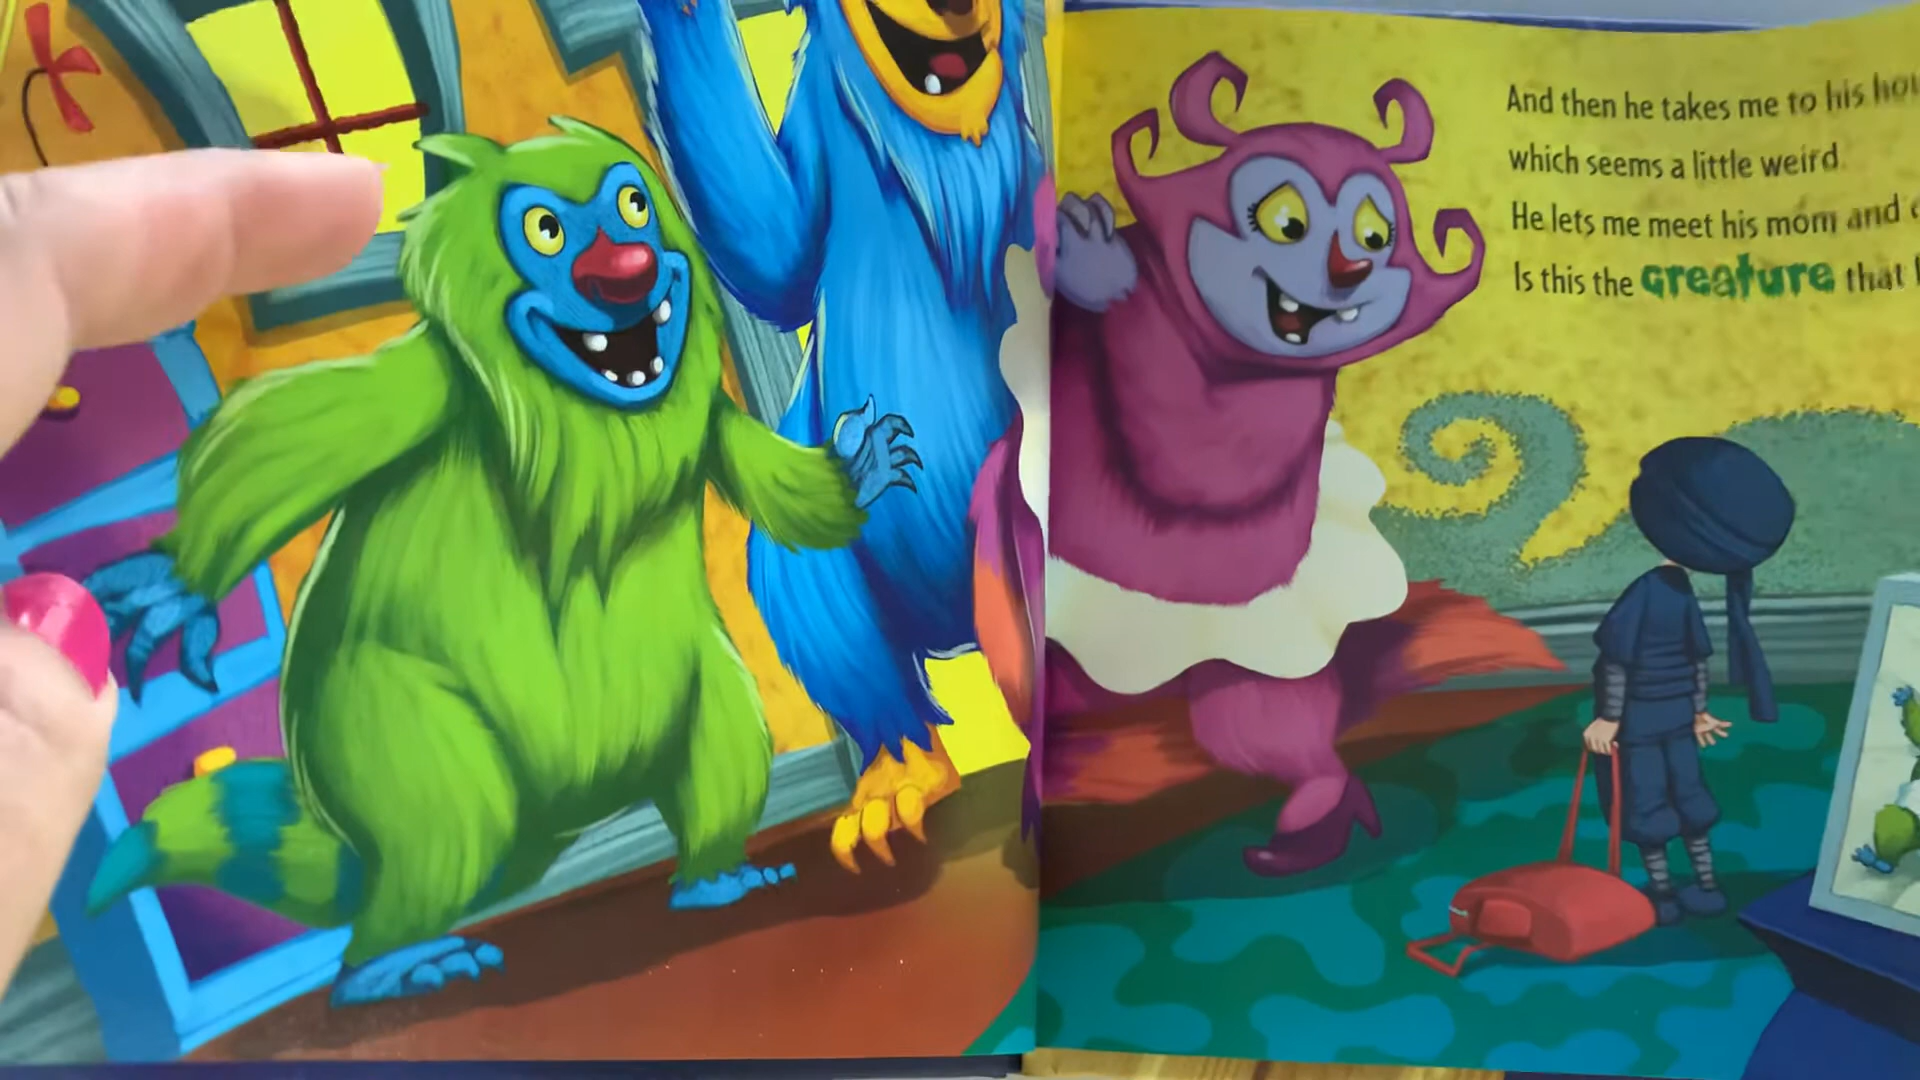 And then he takes me to his
which seems a little weird.
He lets me meet his mom and
Is this the creature that